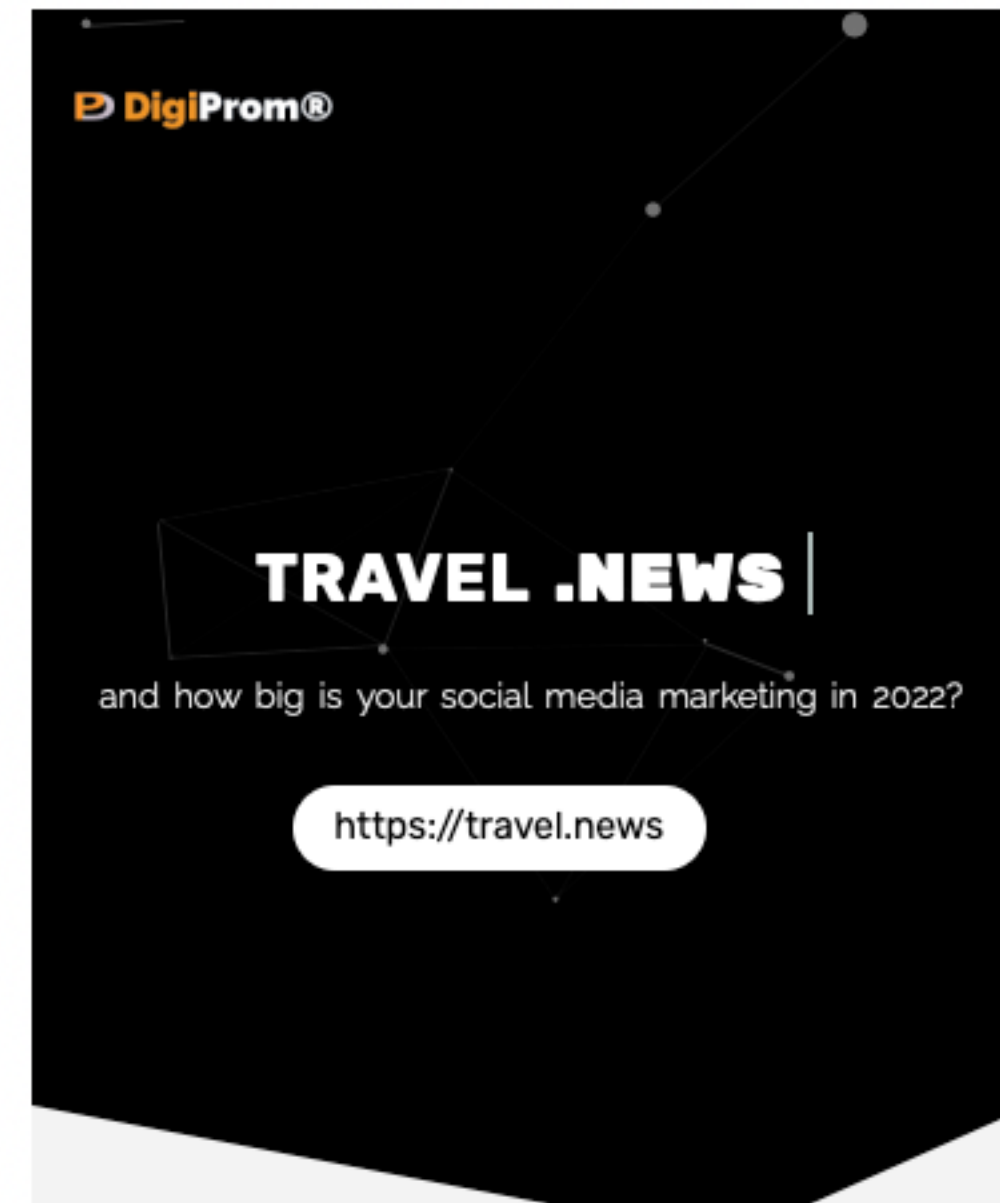 DigiProm®
TRAVEL .NEWS
and how big is your social media marketing in 2022?
https://travel.news